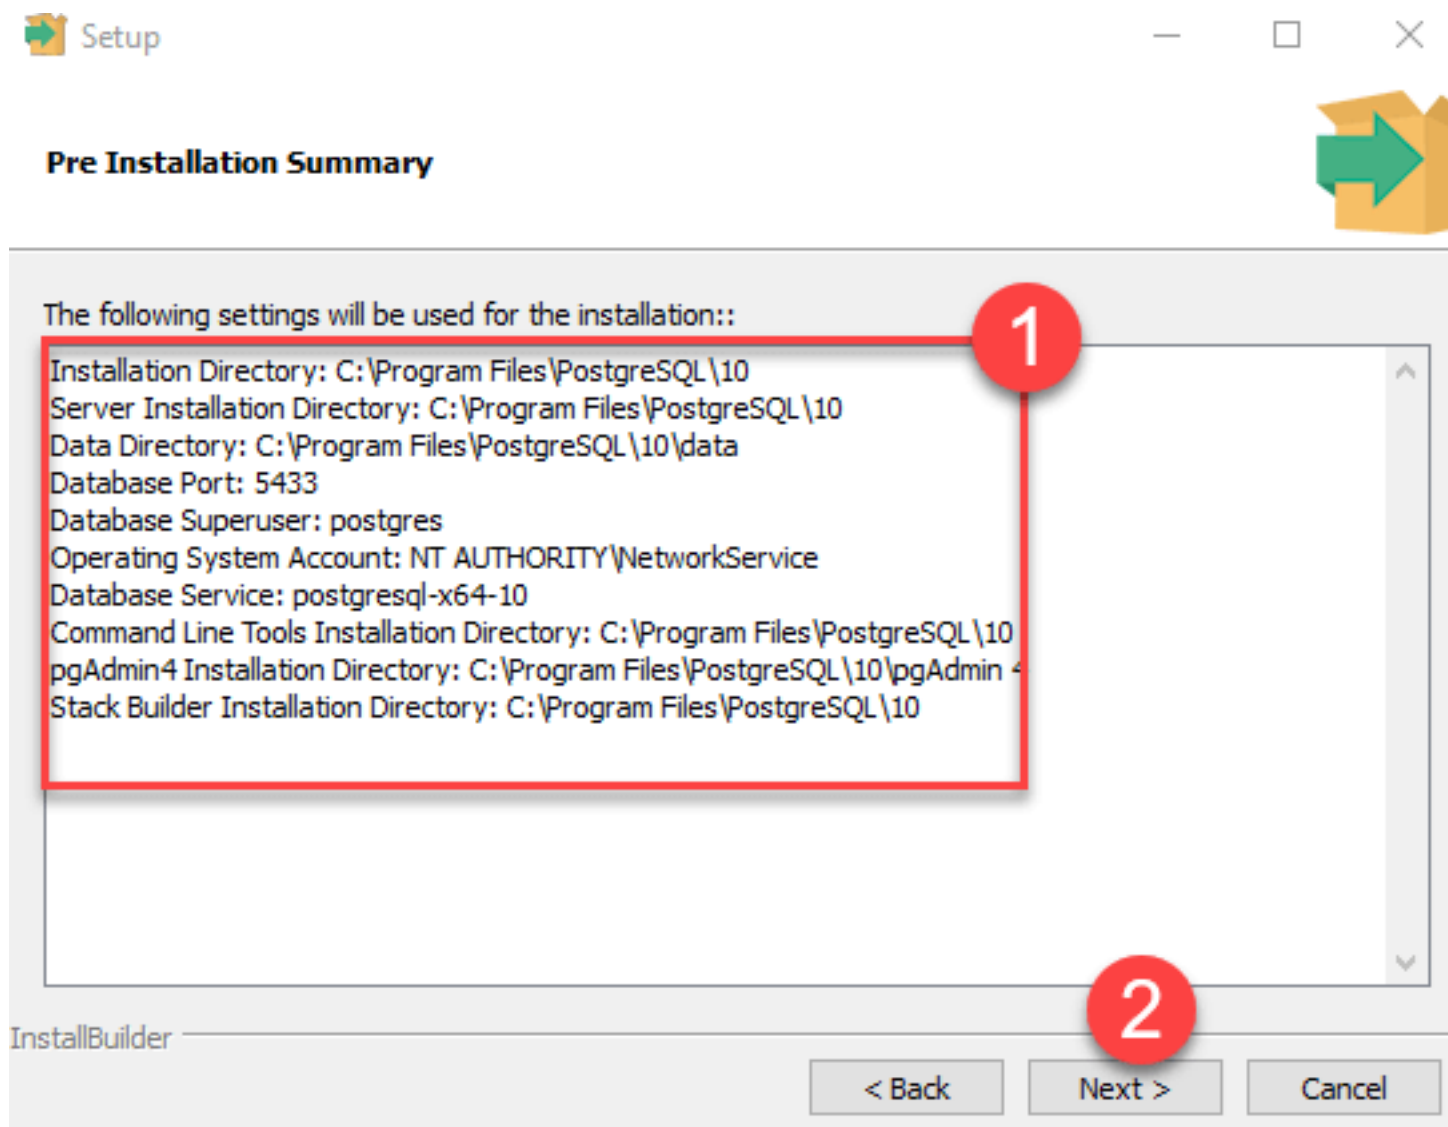 Setup
Pre Installation Summary
The following settings will be used for the installation::
1
Installation Directory: C:\Program Files\PostgreSQL\10
Server Installation Directory: C:\Program Files\PostgreSQL\10
Data Directory: C:\Program Files\PostgreSQL\10\data
Database Port: 5433
Database Superuser: postgres
Operating System Account: NT AUTHORITY\NetworkService
Database Service: postgresql-x64-10
Command Line Tools Installation Directory: C:\Program Files\PostgreSQL\10
pgAdmin4 Installation Directory: C:\Program Files\PostgreSQL\10\pgAdmin 4
Stack Builder Installation Directory: C:\Program Files\PostgreSQL\10
2
InstallBuilder
< Back
Next >
Cancel